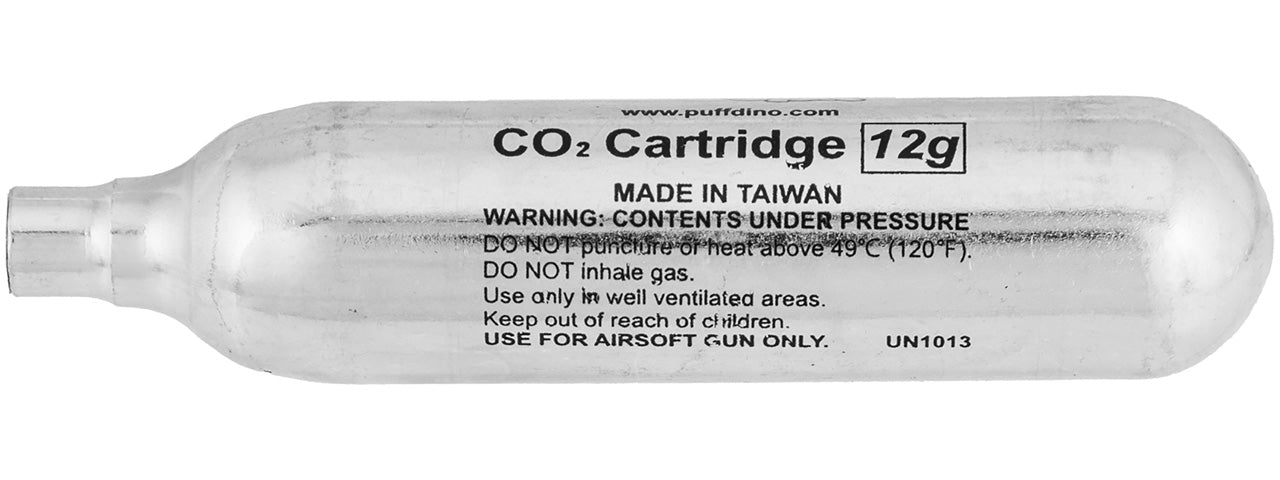 www.puffdino.com
CO₂ Cartridge 12g
MADE IN TAIWAN
WARNING: CONTENTS UNDER PRESSURE
DO NOT puncture or heat above 49°C (120°F).
DO NOT inhale gas.
Use only in well ventilated areas.
Keep out of reach of children.
USE FOR AIRSOFT GUN ONLY. UN1013